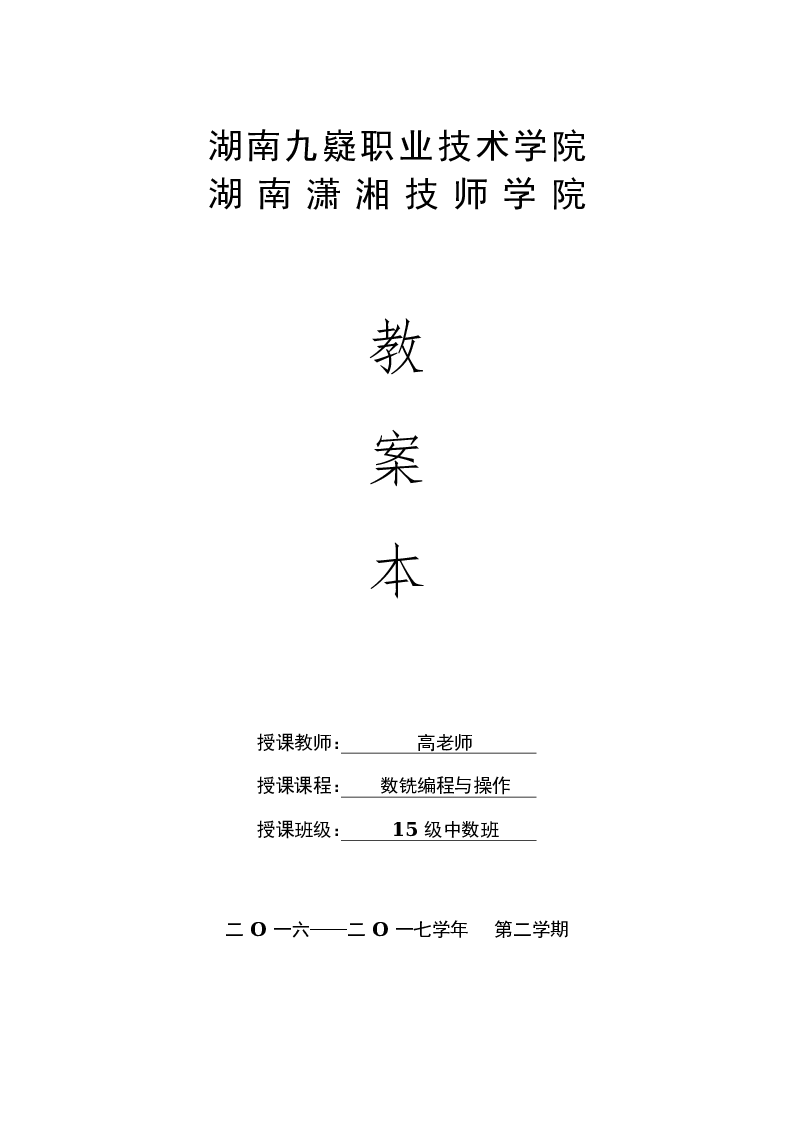 湖南九嶷职业技术学院
湖南潇湘技师学院
教
案
本
授课教师：高老师
授课课程：数铣编程与操作
授课班级：15 级中数班
二 O 一六——二 O 一七学年 第二学期